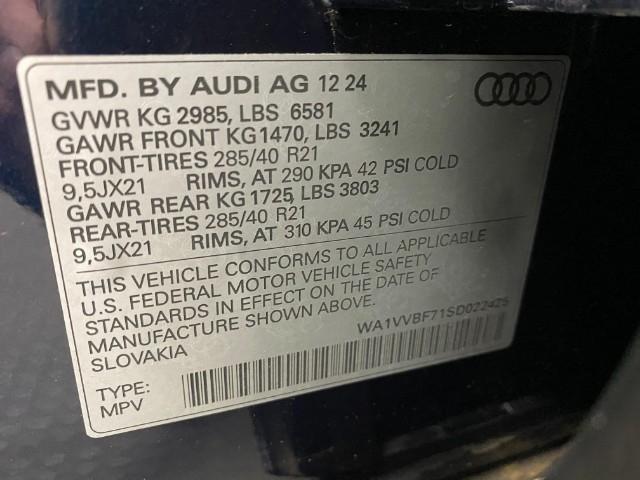 MFD. BY AUDI AG 12 24
GVWR KG 2985, LBS 6581
GAWR FRONT KG1470, LBS 3241
FRONT-TIRES 285/40 R21
9,5JX21 RIMS, AT 290 KPA 42 PSI COLD
GAWR REAR KG 1725, LBS 3803
REAR-TIRES 285/40 R21
9,5JX21 RIMS, AT 310 KPA 45 PSI COLD
THIS VEHICLE CONFORMS TO ALL APPLICABLE
U.S. FEDERAL MOTOR VEHICLE SAFETY
STANDARDS IN EFFECT ON THE DATE OF
MANUFACTURE SHOWN ABOVE.
SLOVAKIA
WA1VVBF71SD022425
TYPE:
MPV